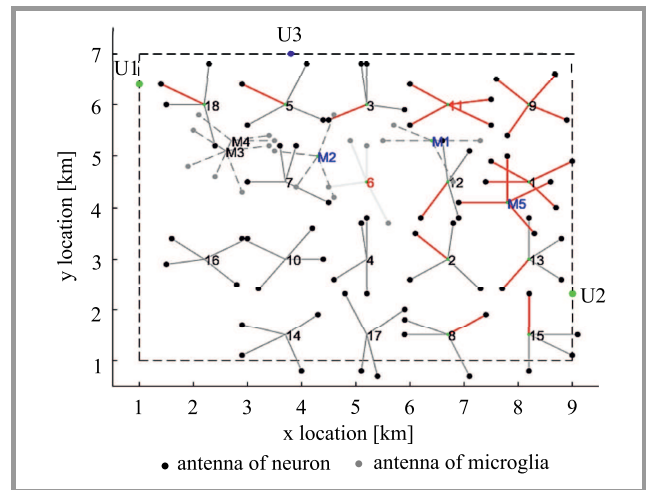 U3
7
U1
6
18
5
3
11
9
M4
M3
M1
M2
5
7
6
12
1
M5
4
y location [km]
16
10
4
2
13
3
U2
2
14
17
8
15
1
1 2 3 4 5 6 7 8 9
x location [km]
antenna of neuron antenna of microglia